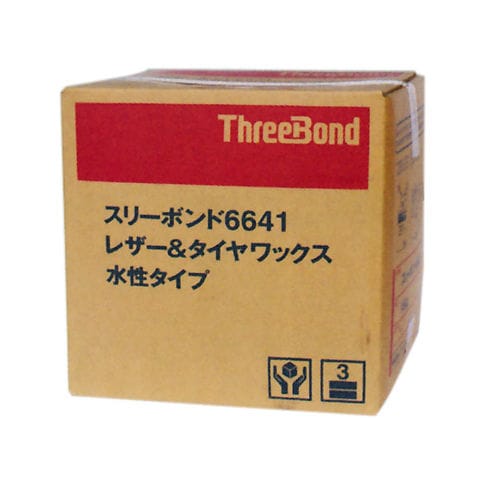 ThreeBond
スリーボンド6641
レザー&タイヤワックス
水性タイプ
3